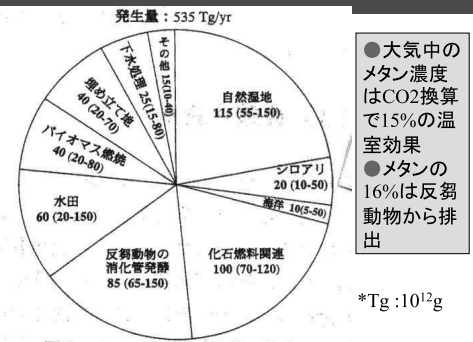 発生量：535 Tg/yr
その他 15(10-40)
下水処理 25(15-80)
埋め立て地
40 (20-70)
バイオマス燃焼
40 (20-80)
水田
60 (20-150)
反芻動物の
消化管発酵
85 (65-150)
化石燃料関連
100 (70-120)
海洋 10(5-50)
シロアリ
20 (10-50)
自然湿地
115 (55-150)
●大気中の
メタン濃度
はCO2換算
で15%の温
室効果
●メタンの
16%は反芻
動物から排
出
*Tg :10¹²g